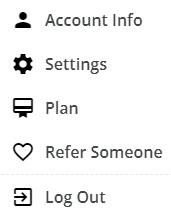 Account Info
Settings
Plan
Refer Someone
Log Out